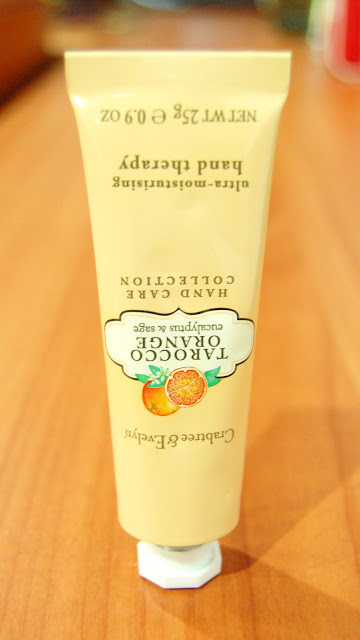 Crabtree & Evelyn
TAROCCO
ORANGE
eucalyptus & sage
HAND CARE
COLLECTION
ultra-moisturising
hand therapy
NET WT 25g ℮ 0.9 OZ